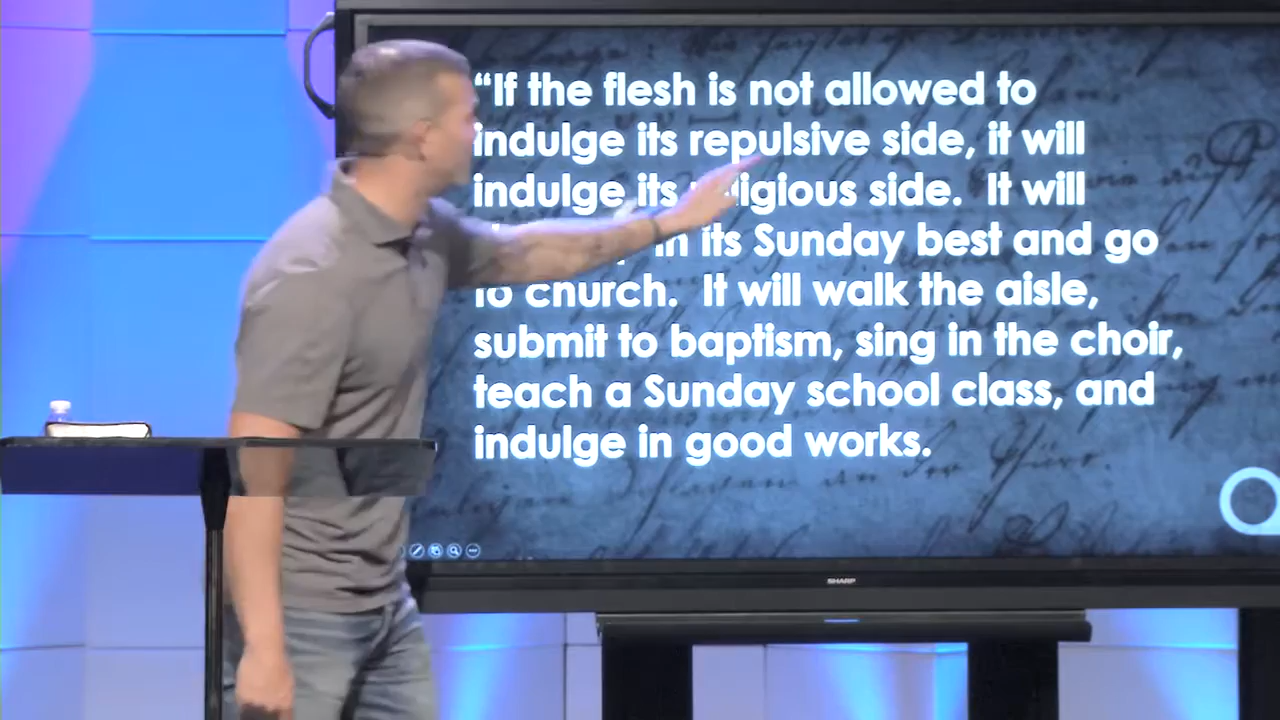 “If the flesh is not allowed to
indulge its repulsive side, it will
indulge its religious side.  It will
in its Sunday best and go
to church.  It will walk the aisle,
submit to baptism, sing in the choir,
teach a Sunday school class, and
indulge in good works.
SHARP